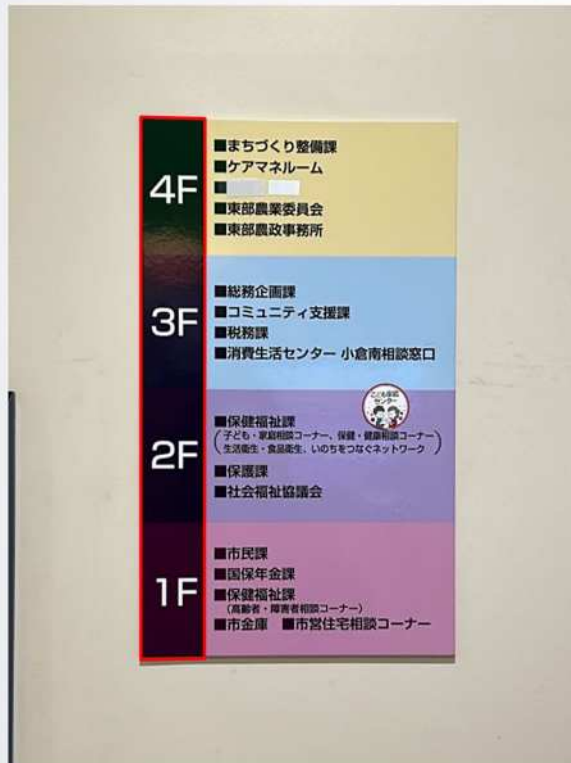 4F
■まちづくり整備課
■ケアマネルーム
■
■東部農業委員会
■東部農政事務所
3F
■総務企画課
■コミュニティ支援課
■税務課
■消費生活センター 小倉南相談窓口
2F
■保健福祉課
(子ども・家庭相談コーナー、保健・健康相談コーナー
生活衛生・食品衛生、いのちをつなぐネットワーク)
■保護課
■社会福祉協議会
1F
■市民課
■国保年金課
■保健福祉課
(高齢者・障害者相談コーナー)
■市金庫 ■市営住宅相談コーナー